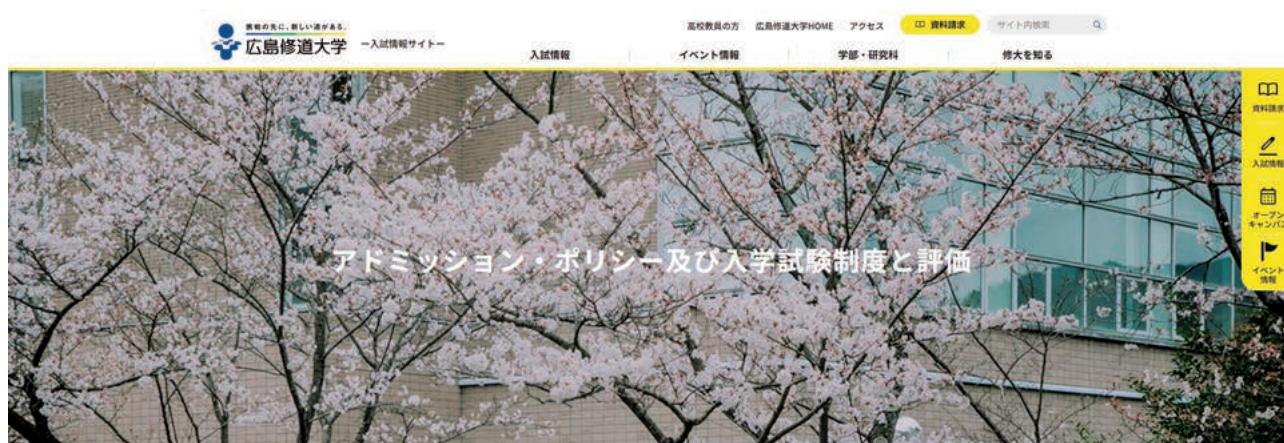 挑戦の先に、新しい道がある。
広島修道大学
ー入試情報サイトー
高校教員の方
広島修道大学HOME
アクセス
資料請求
サイト内検索
入試情報
イベント情報
学部・研究科
修大を知る
資料請求
入試情報
オープン
キャンパス
イベント
情報
アドミッション・ポリシー及び入学試験制度と評価